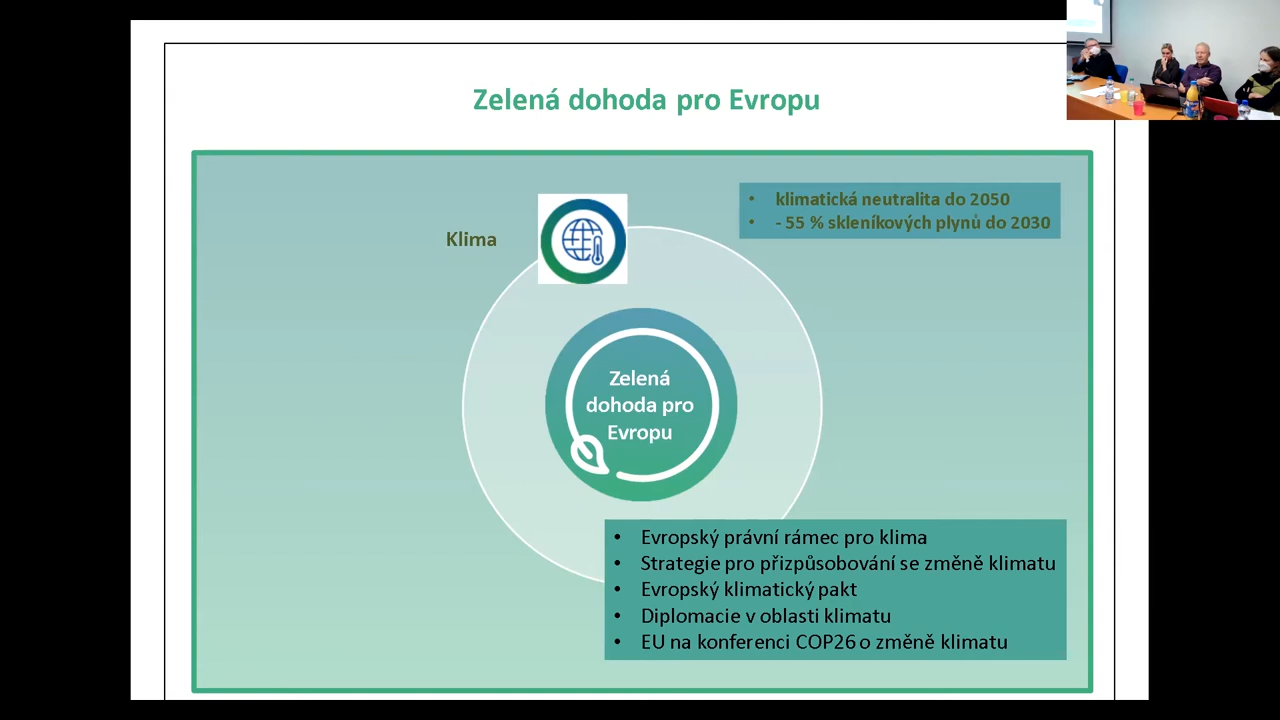 Zelená dohoda pro Evropu
• klimatická neutralita do 2050
• - 55 % skleníkových plynů do 2030
Klima
Zelená
dohoda pro
Evropu
• Evropský právní rámec pro klima
• Strategie pro přizpůsobování se změně klimatu
• Evropský klimatický pakt
• Diplomacie v oblasti klimatu
• EU na konferenci COP26 o změně klimatu